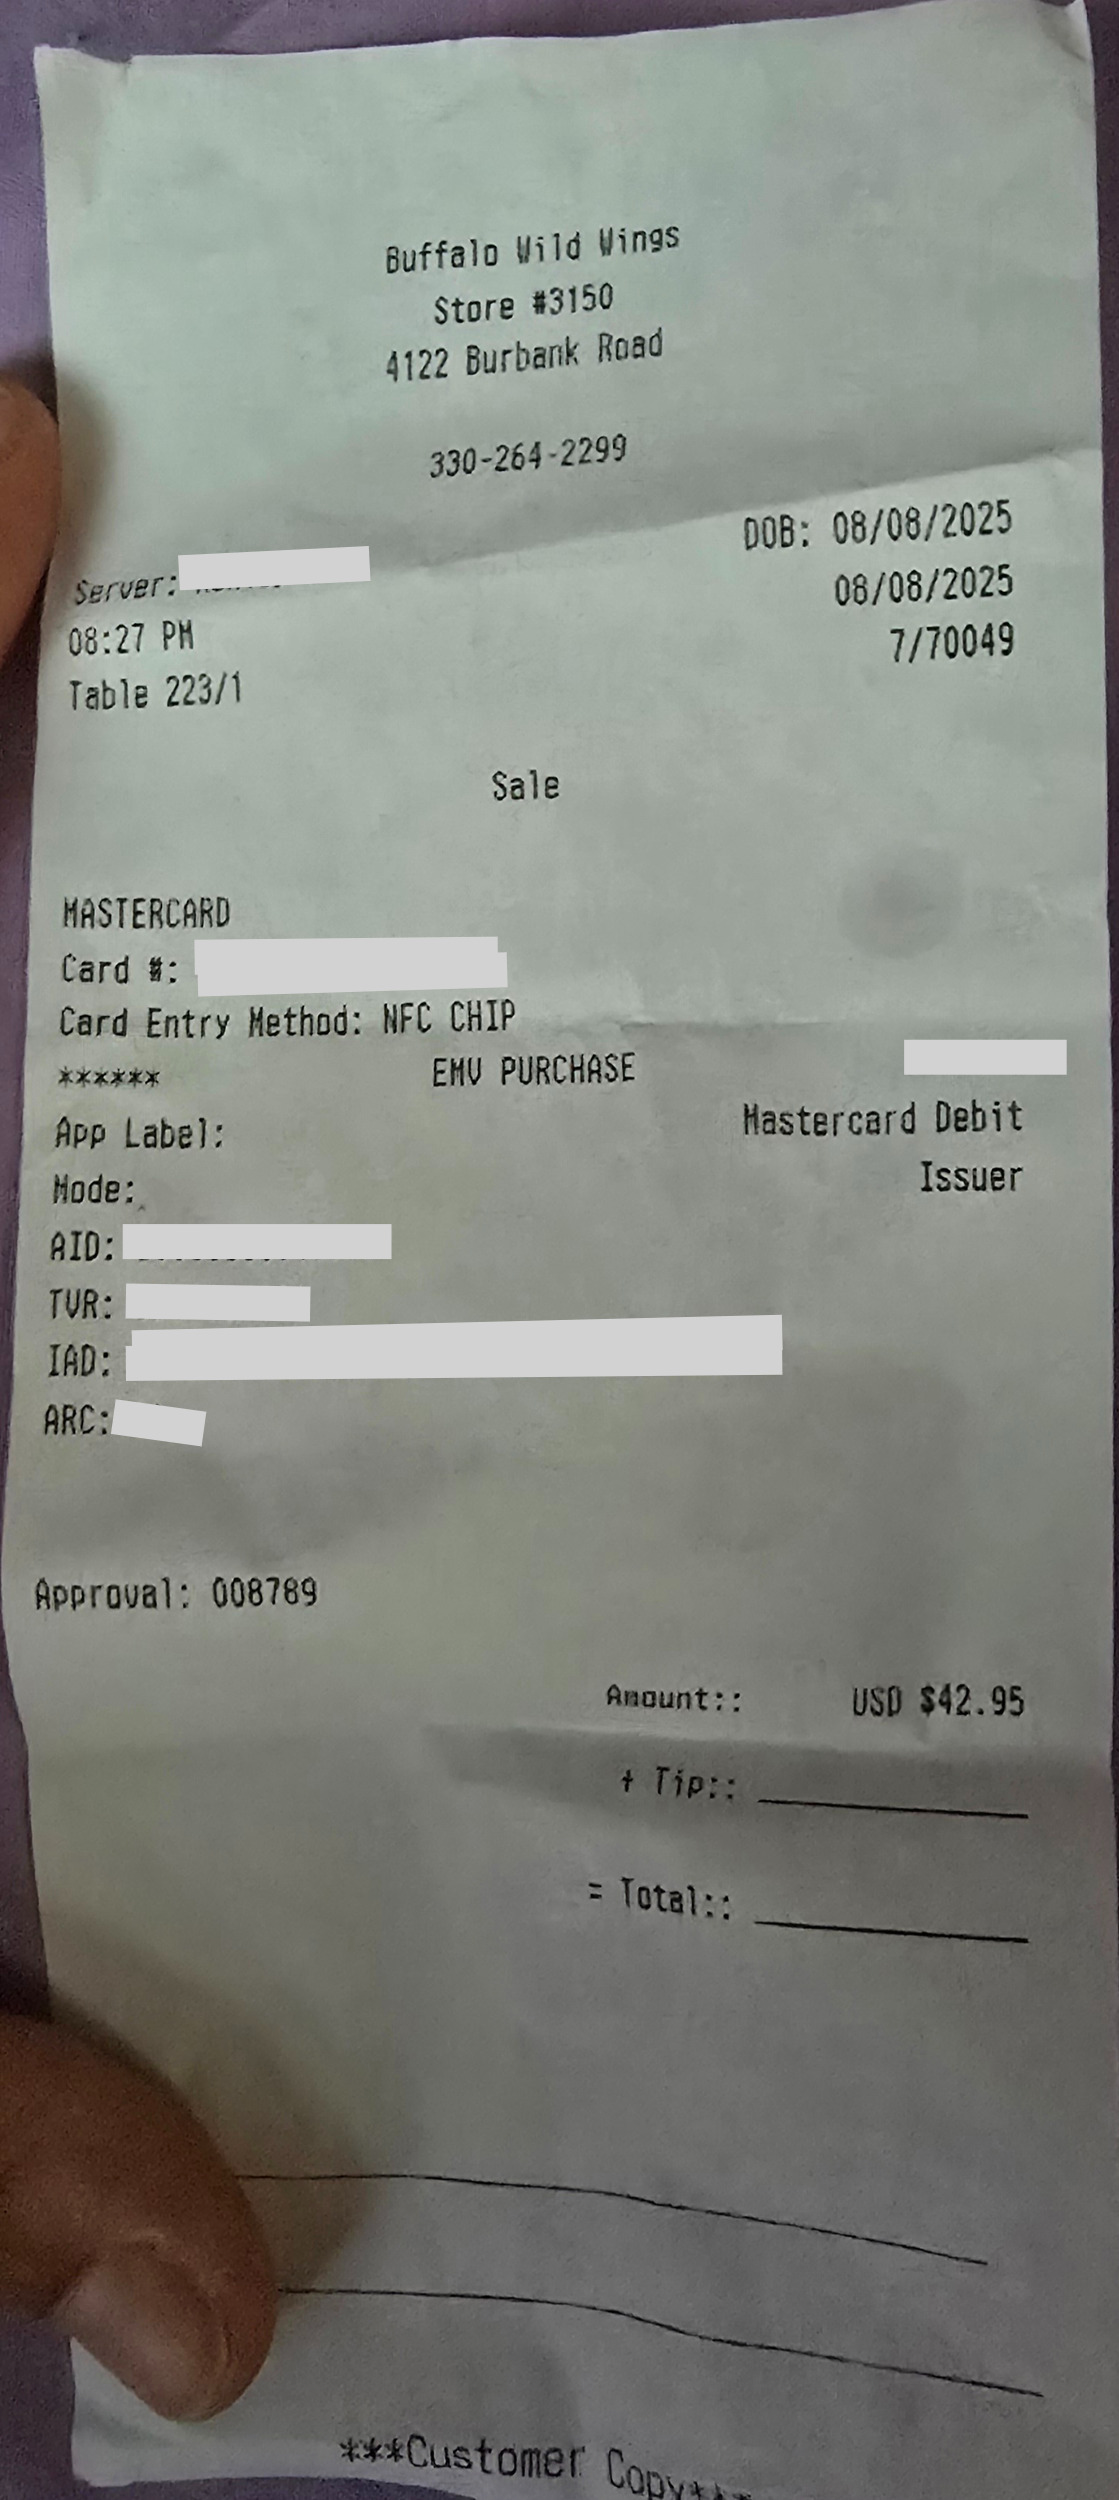 Buffalo Wild Wings
Store #3150
4122 Burbank Road
330-264-2299
DOB: 08/08/2025
Server: 08/08/2025
08:27 PM 7/70049
Table 223/1
Sale
MASTERCARD
Card #:
Card Entry Method: NFC CHIP
****** EMV PURCHASE
App Label: Mastercard Debit
Mode: Issuer
AID:
TVR:
IAD:
ARC:
Approval: 008789
Amount:: USD $42.95
+ Tip::
= Total::
***Customer Copy***